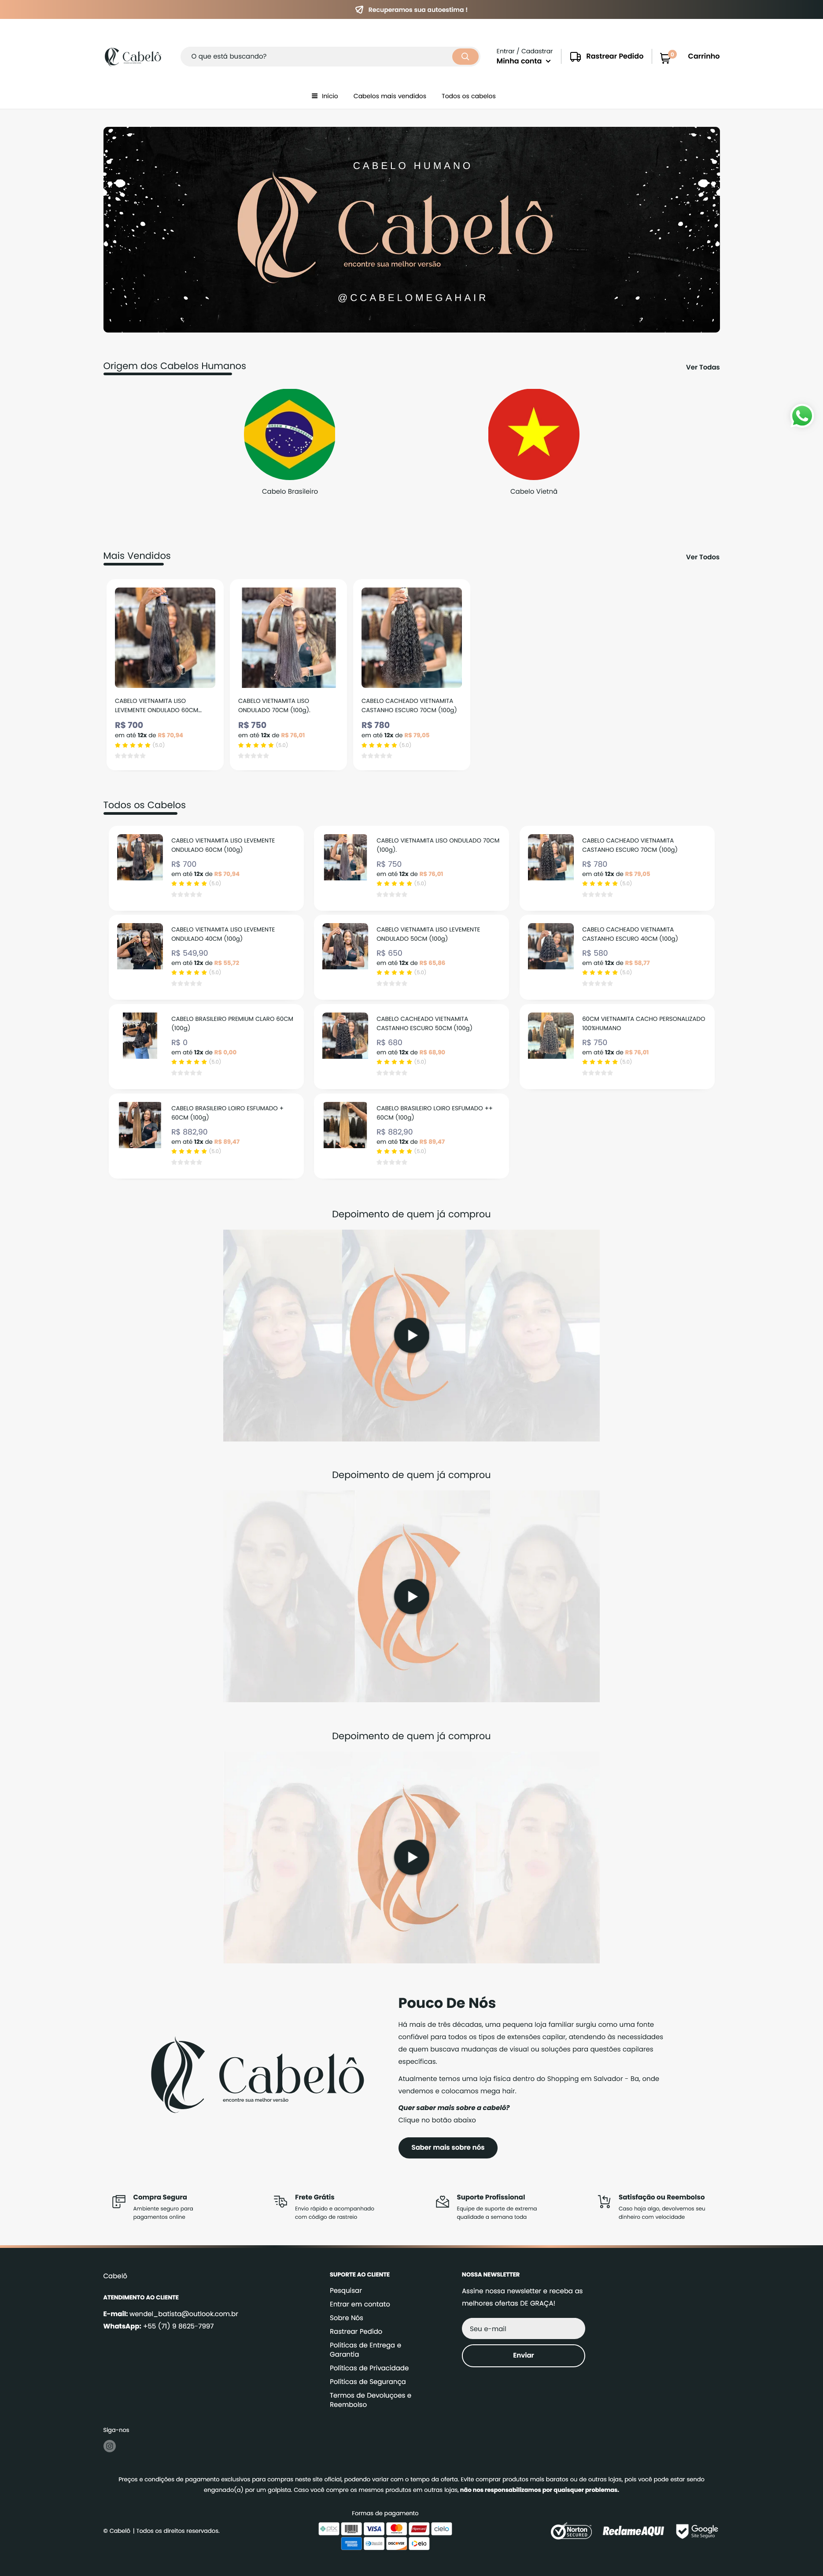 Recuperamos sua autoestima !
Cabelô
O que está buscando?
Entrar / Cadastrar
Minha conta
Rastrear Pedido
0
Carrinho
Início
Cabelos mais vendidos
Todos os cabelos
CABELO HUMANO
Cabelô
encontre sua melhor versão
@CCABELOMEGAHAIR
Origem dos Cabelos Humanos
Ver Todas
Cabelo Brasileiro
Cabelo Vietnã
Mais Vendidos
Ver Todos
CABELO VIETNAMITA LISO
LEVEMENTE ONDULADO 60CM...
R$ 700
em até 12x de R$ 70,94
(5.0)
CABELO VIETNAMITA LISO
ONDULADO 70CM (100g).
R$ 750
em até 12x de R$ 76,01
(5.0)
CABELO CACHEADO VIETNAMITA
CASTANHO ESCURO 70CM (100g)
R$ 780
em até 12x de R$ 79,05
(5.0)
Todos os Cabelos
CABELO VIETNAMITA LISO LEVEMENTE
ONDULADO 60CM (100g)
R$ 700
em até 12x de R$ 70,94
(5.0)
CABELO VIETNAMITA LISO ONDULADO 70CM
(100g).
R$ 750
em até 12x de R$ 76,01
(5.0)
CABELO CACHEADO VIETNAMITA
CASTANHO ESCURO 70CM (100g)
R$ 780
em até 12x de R$ 79,05
(5.0)
CABELO VIETNAMITA LISO LEVEMENTE
ONDULADO 40CM (100g)
R$ 549,90
em até 12x de R$ 55,73
(5.0)
CABELO VIETNAMITA LISO LEVEMENTE
ONDULADO 50CM (100g)
R$ 650
em até 12x de R$ 65,86
(5.0)
CABELO CACHEADO VIETNAMITA
CASTANHO ESCURO 40CM (100g)
R$ 580
em até 12x de R$ 58,77
(5.0)
CABELO BRASILEIRO PREMIUM CLARO 60CM
(100g)
R$ 0
em até 12x de R$ 0,00
(5.0)
CABELO CACHEADO VIETNAMITA
CASTANHO ESCURO 50CM (100g)
R$ 680
em até 12x de R$ 68,90
(5.0)
60CM VIETNAMITA CACHO PERSONALIZADO
100%HUMANO
R$ 750
em até 12x de R$ 76,01
(5.0)
CABELO BRASILEIRO LOIRO ESFUMADO +
60CM (100g)
R$ 882,90
em até 12x de R$ 89,47
(5.0)
CABELO BRASILEIRO LOIRO ESFUMADO ++
60CM (100g)
R$ 882,90
em até 12x de R$ 89,47
(5.0)
Depoimento de quem já comprou
Depoimento de quem já comprou
Depoimento de quem já comprou
Cabelô
encontre sua melhor versão
Pouco De Nós
Há mais de três décadas, uma pequena loja familiar surgiu como uma fonte
confiável para todos os tipos de extensões capilar, atendendo às necessidades
de quem buscava mudanças de visual ou soluções para questões capilares
específicas.
Atualmente temos uma loja física dentro do Shopping em Salvador - Ba, onde
vendemos e colocamos mega hair.
Quer saber mais sobre a cabelô?
Clique no botão abaixo
Saber mais sobre nós
Compra Segura
Ambiente seguro para
pagamentos online
Frete Grátis
Envio rápido e acompanhado
com código de rastreio
Suporte Profissional
Equipe de suporte de extrema
qualidade a semana toda
Satisfação ou Reembolso
Caso haja algo, devolvemos seu
dinheiro com velocidade
Cabelô
ATENDIMENTO AO CLIENTE
E-mail: wendel_batista@outlook.com.br
WhatsApp: +55 (71) 9 8625-7997
SUPORTE AO CLIENTE
Pesquisar
Entrar em contato
Sobre Nós
Rastrear Pedido
Políticas de Entrega e
Garantia
Políticas de Privacidade
Políticas de Segurança
Termos de Devoluçoes e
Reembolso
NOSSA NEWSLETTER
Assine nossa newsletter e receba as
melhores ofertas DE GRAÇA!
Seu e-mail
Enviar
Siga-nos
Preços e condições de pagamento exclusivos para compras neste site oficial, podendo variar com o tempo da oferta. Evite comprar produtos mais baratos ou de outras lojas, pois você pode estar sendo
enganado(a) por um golpista. Caso você compre os mesmos produtos em outras lojas, não nos responsabilizamos por quaisquer problemas.
Formas de pagamento
VISA
cielo
DISCOVER
elo
© Cabelô | Todos os direitos reservados.
Norton
SECURED
ReclameAQUI
Google
Site Seguro